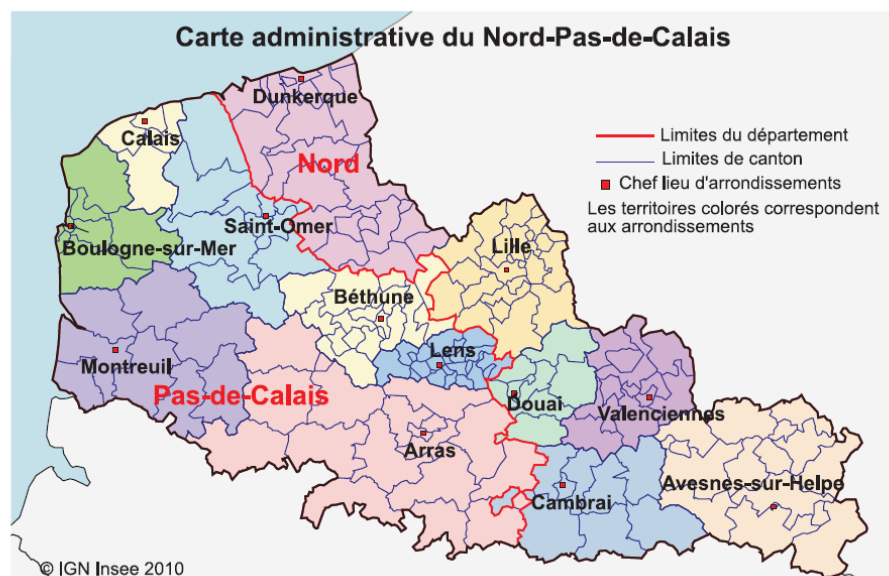 Carte administrative du Nord-Pas-de-Calais
Dunkerque
Calais
Limites du département
Nord
Limites de canton
Chef lieu d'arrondissements
Les territoires colorés correspondent
aux arrondissements
Saint-Omer
Boulogne-sur-Mer
Lille
Béthune
Lens
Montreuil
Pas-de-Calais
Douai
Valenciennes
Arras
Avesnes-sur-Helpe
Cambrai
© IGN Insee 2010